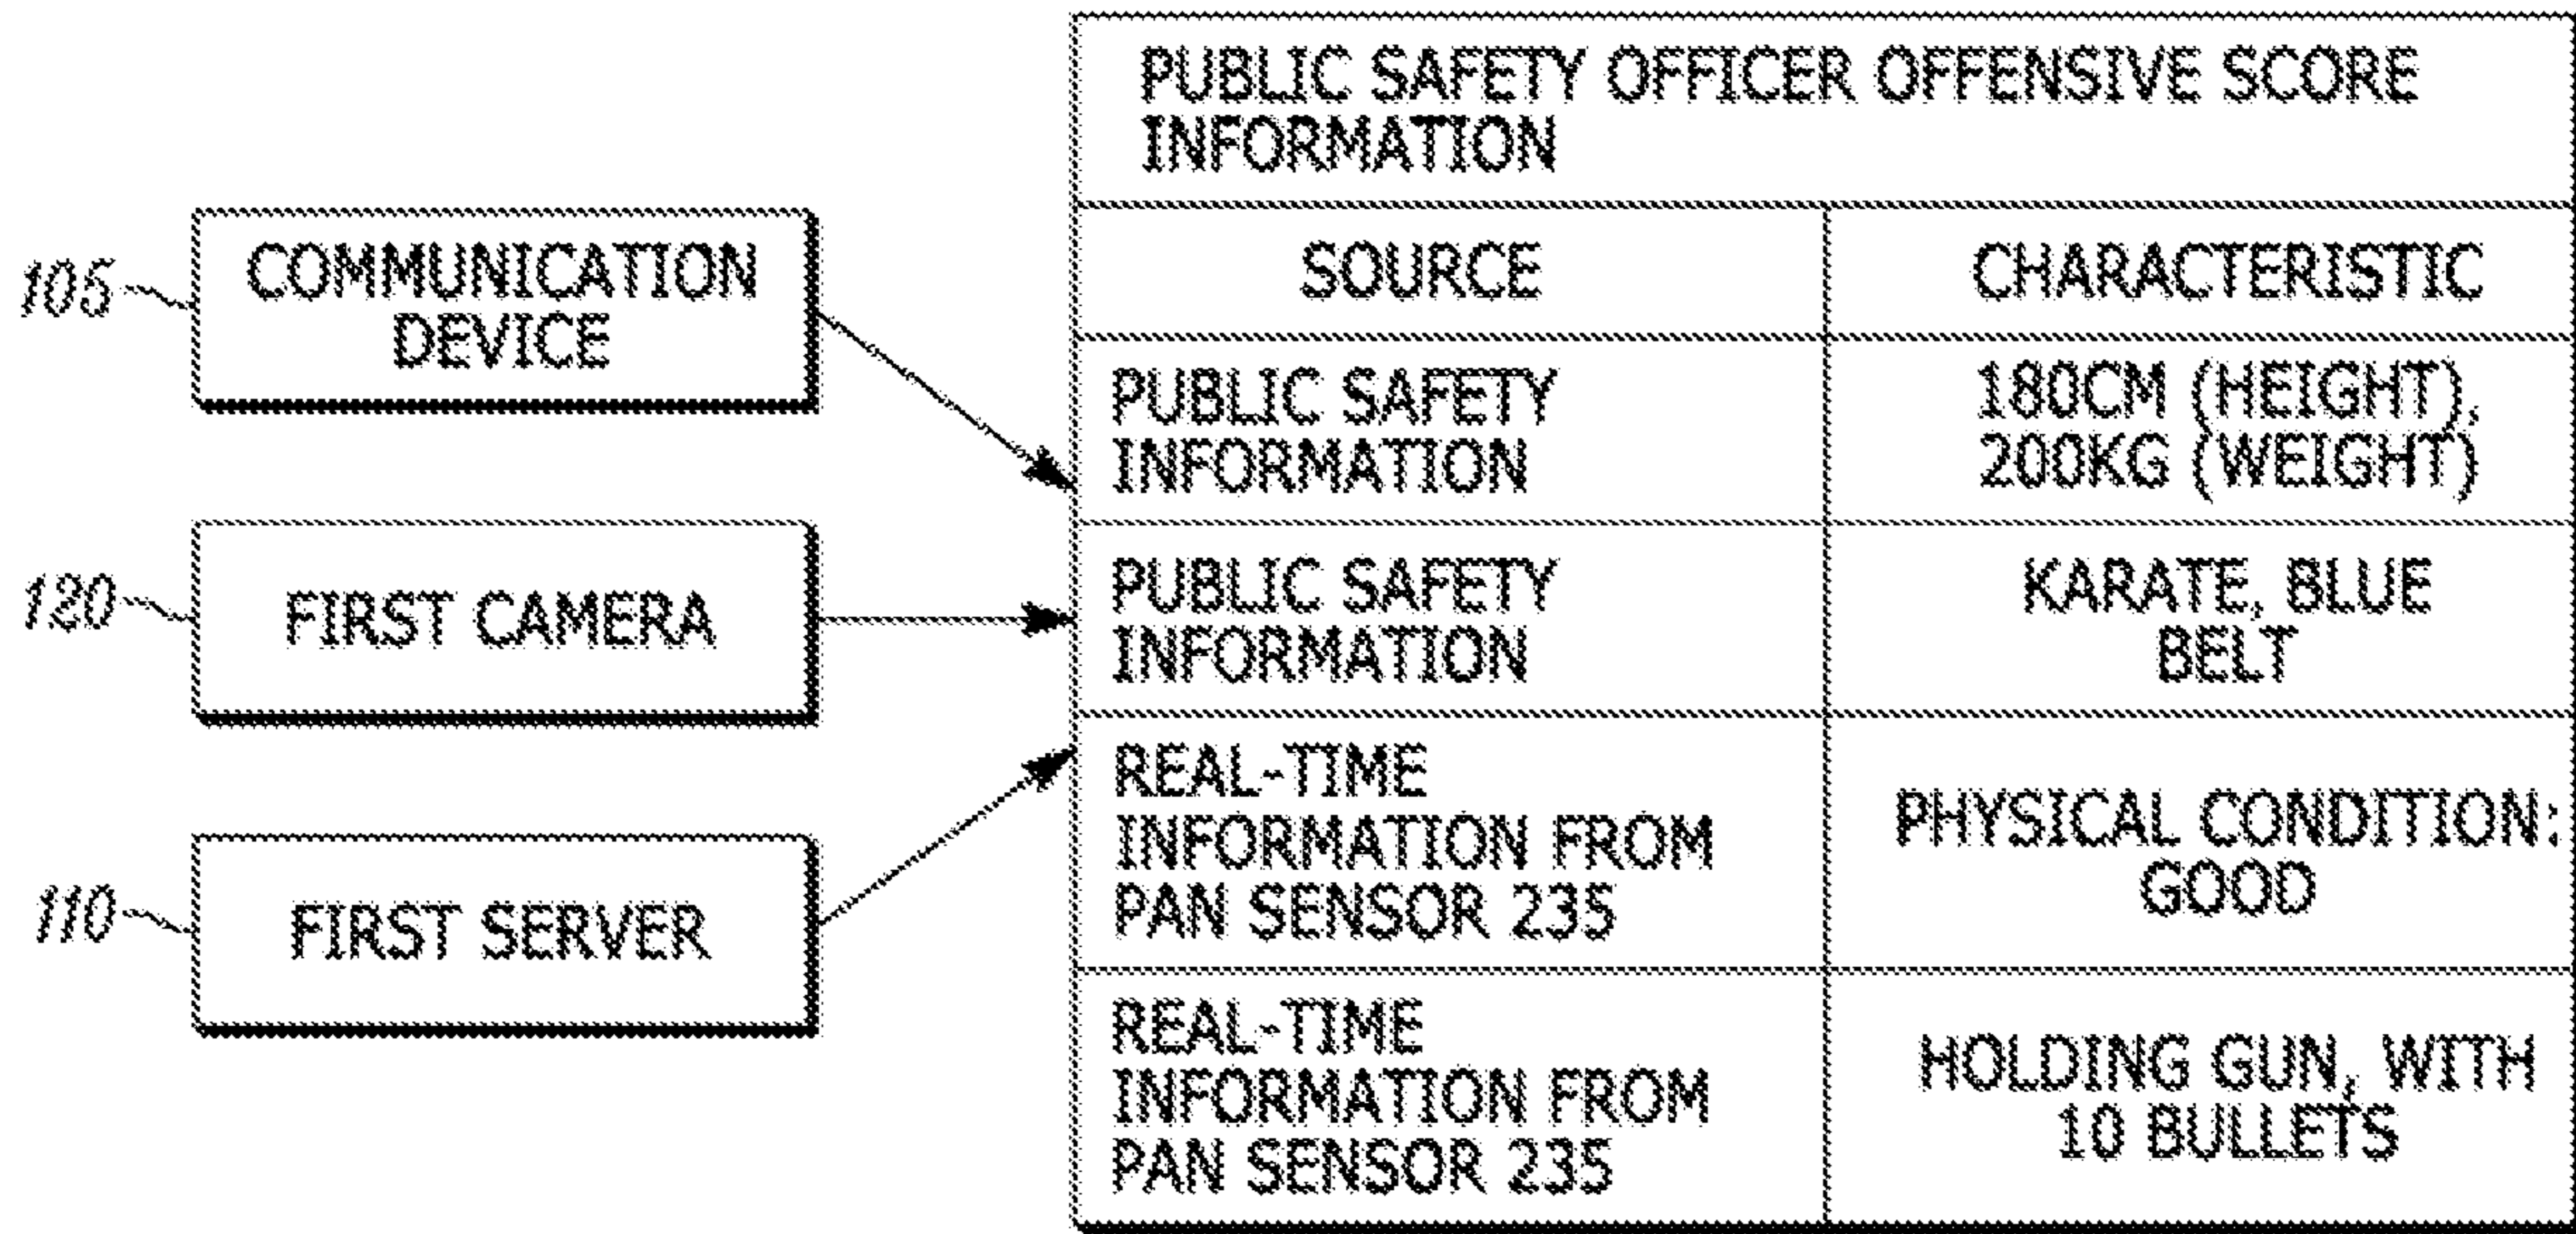 105
COMMUNICATION
DEVICE
120
FIRST CAMERA
110
FIRST SERVER
PUBLIC SAFETY OFFICER OFFENSIVE SCORE
INFORMATION
SOURCE
CHARACTERISTIC
PUBLIC SAFETY
INFORMATION
180CM (HEIGHT),
200KG (WEIGHT)
PUBLIC SAFETY
INFORMATION
KARATE, BLUE
BELT
REAL-TIME
INFORMATION FROM
PAN SENSOR 235
PHYSICAL CONDITION:
GOOD
REAL-TIME
INFORMATION FROM
PAN SENSOR 235
HOLDING GUN, WITH
10 BULLETS